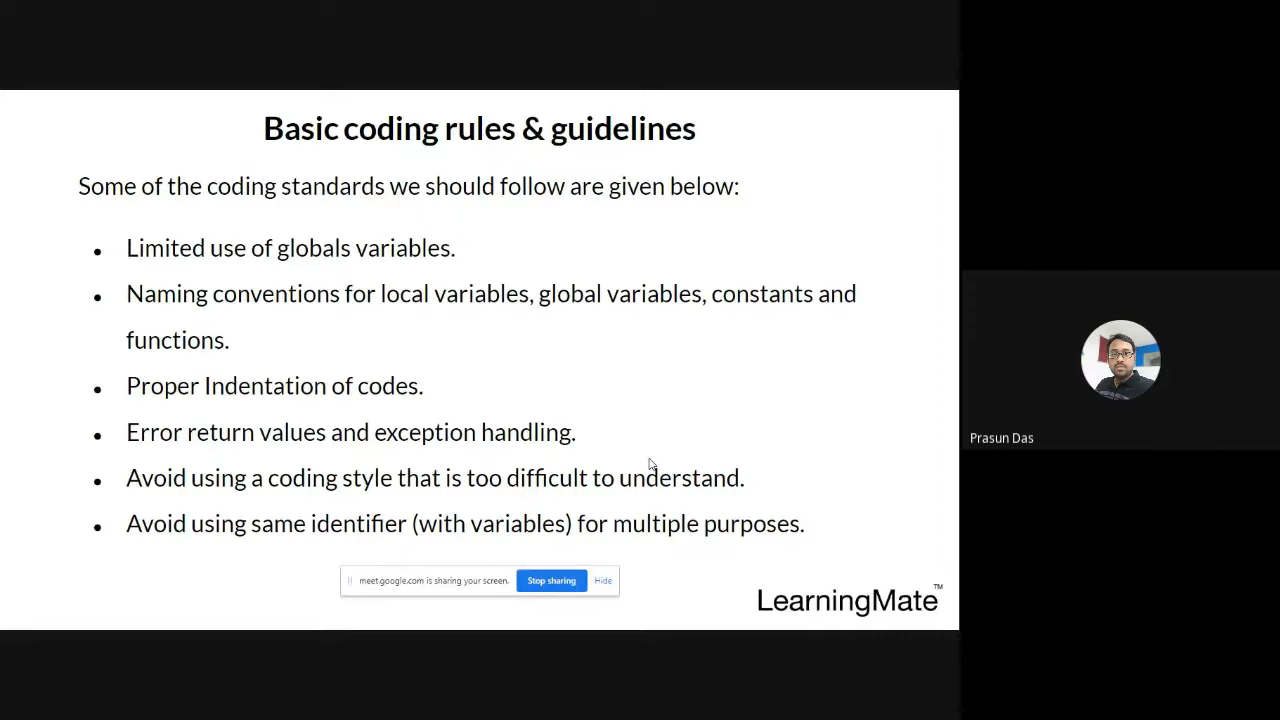 Basic coding rules & guidelines
Some of the coding standards we should follow are given below:
• Limited use of globals variables.
• Naming conventions for local variables, global variables, constants and
functions.
• Proper Indentation of codes.
• Error return values and exception handling.
• Avoid using a coding style that is too difficult to understand.
• Avoid using same identifier (with variables) for multiple purposes.
meet.google.com is sharing your screen. Stop sharing Hide
LearningMate™
Prasun Das